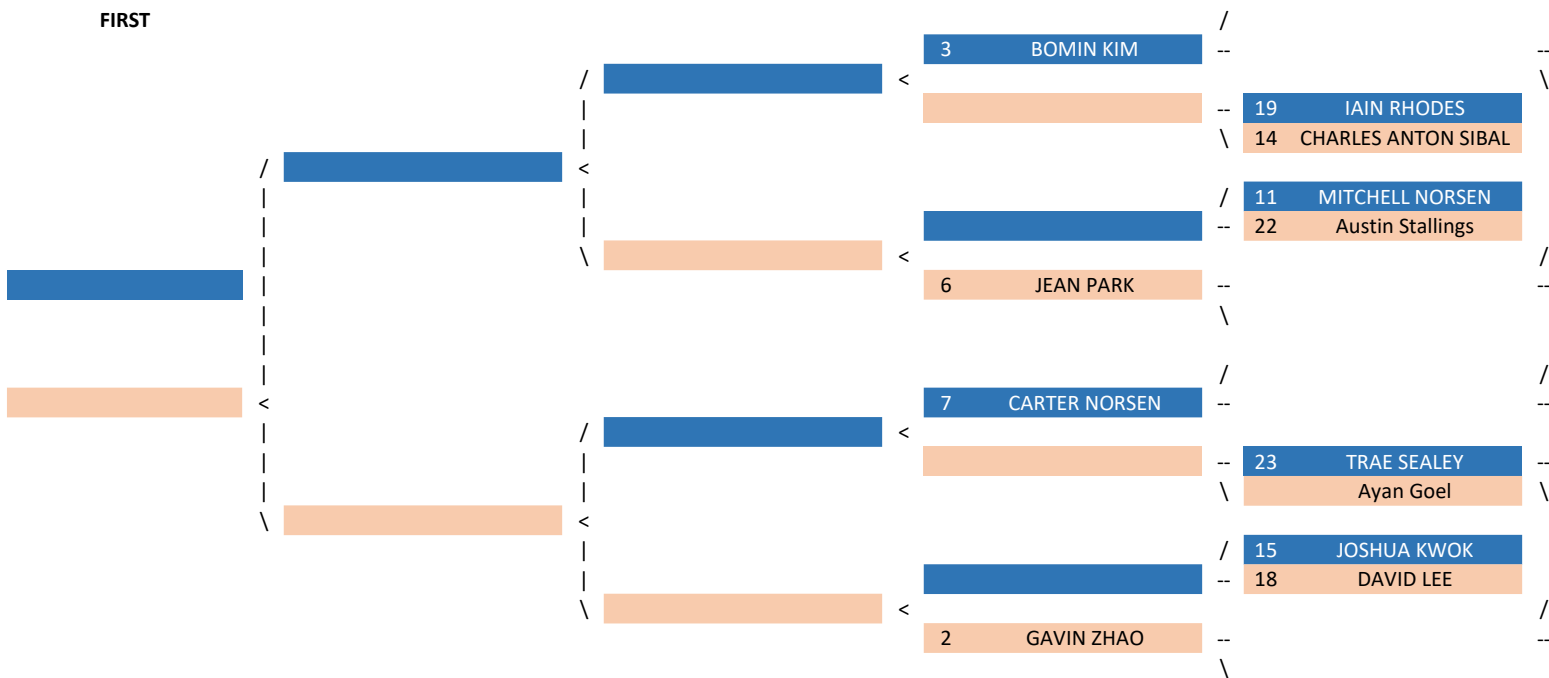 FIRST
3 BOMIN KIM
19 IAIN RHODES
14 CHARLES ANTON SIBAL
11 MITCHELL NORSEN
22 Austin Stallings
6 JEAN PARK
7 CARTER NORSEN
23 TRAE SEALEY
Ayan Goel
15 JOSHUA KWOK
18 DAVID LEE
2 GAVIN ZHAO